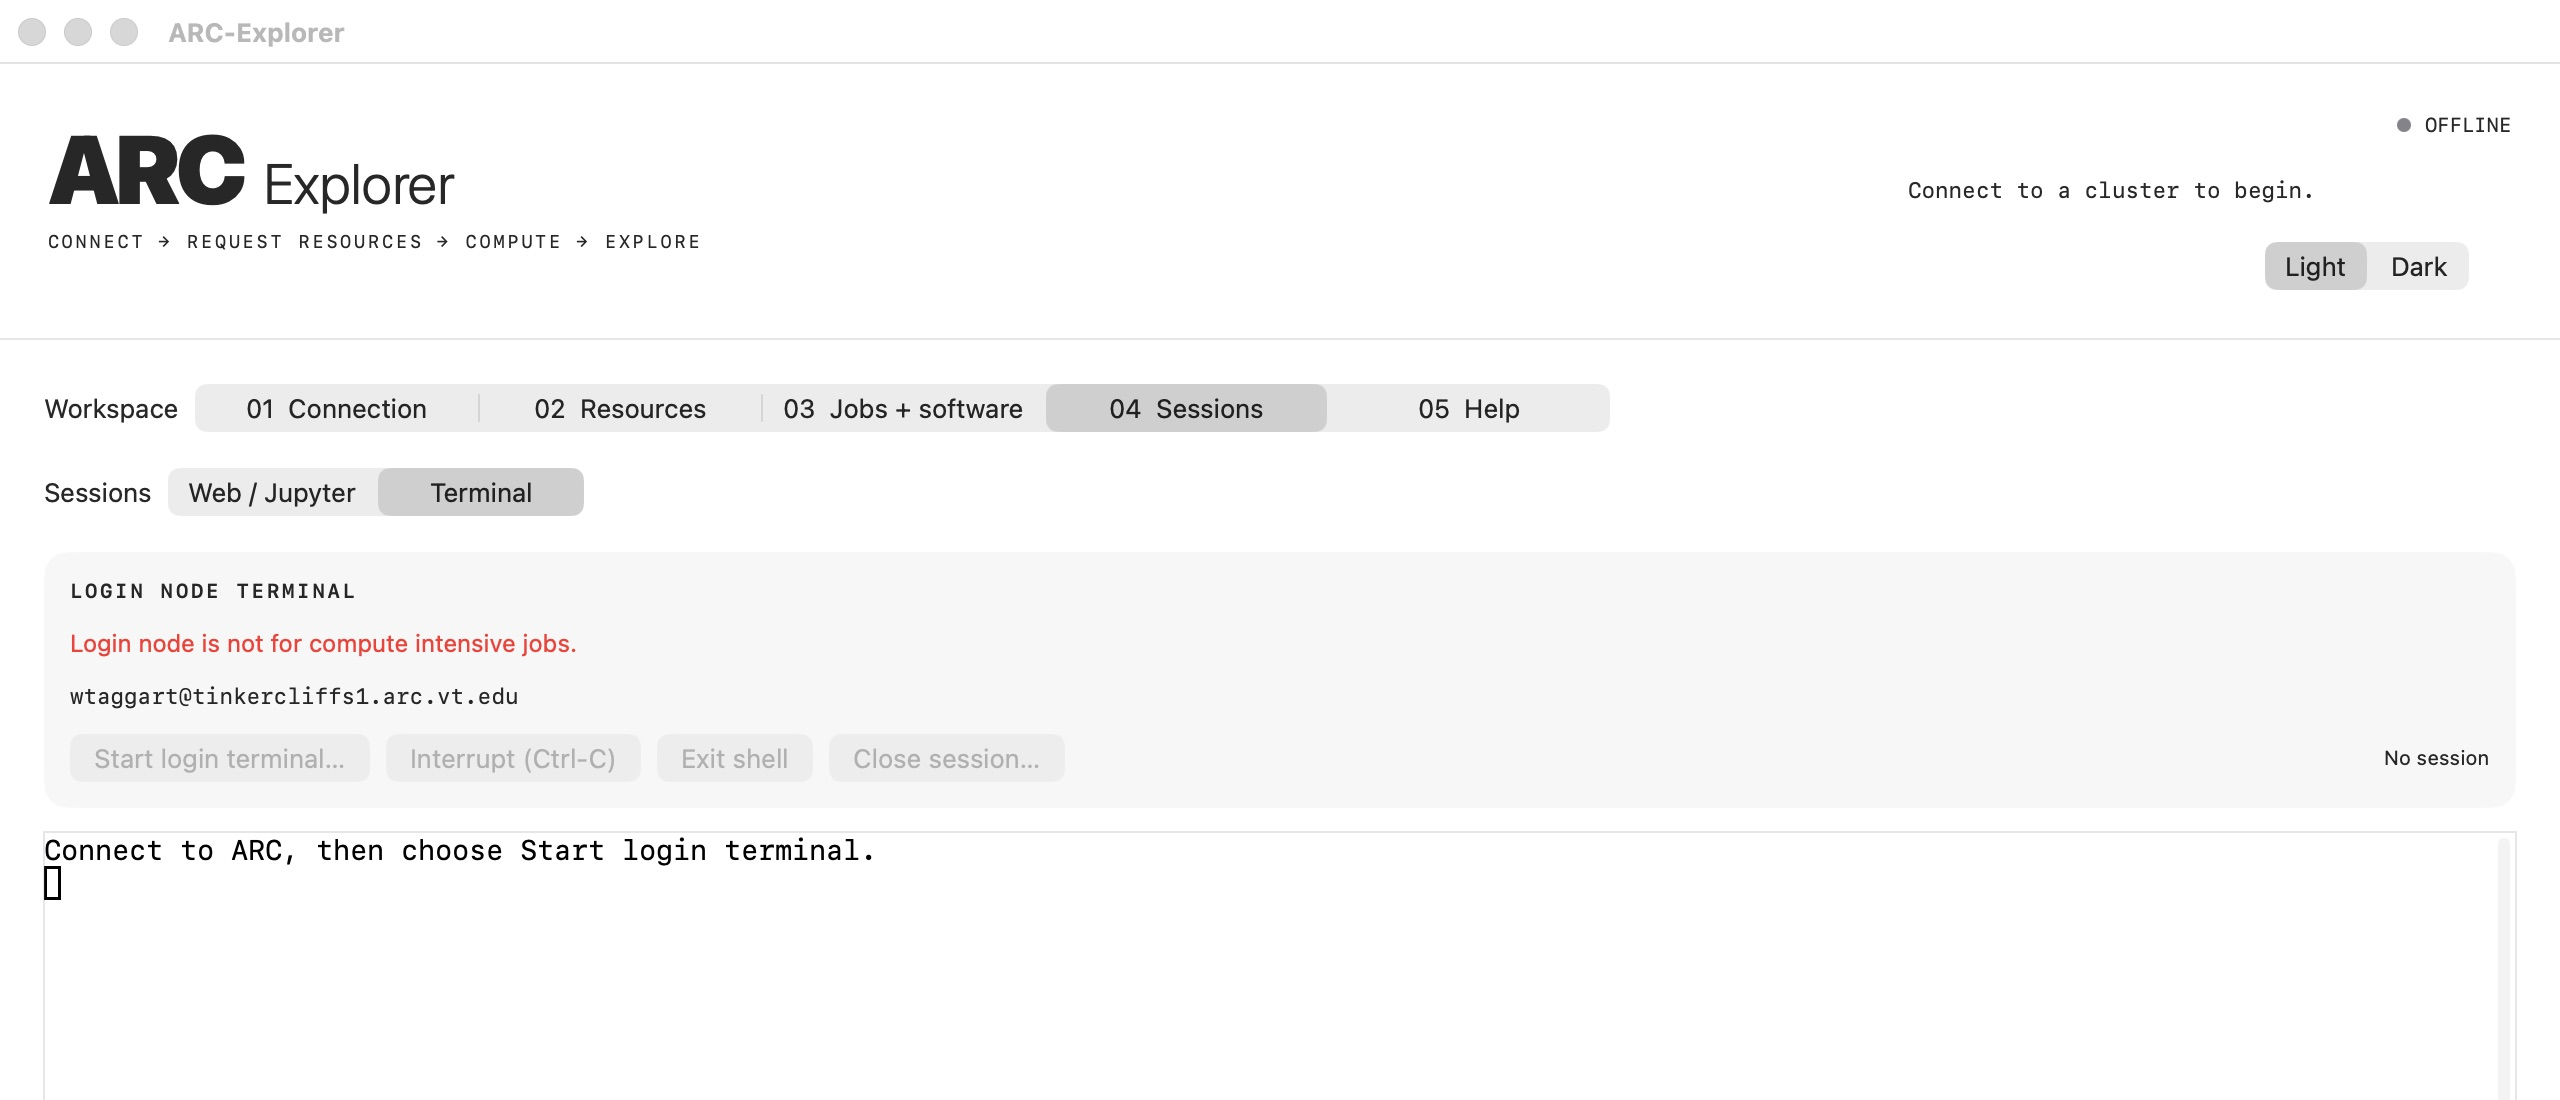 ARC-Explorer
OFFLINE
ARC Explorer
Connect to a cluster to begin.
CONNECT → REQUEST RESOURCES → COMPUTE → EXPLORE
Light Dark
Workspace 01 Connection 02 Resources 03 Jobs + software 04 Sessions 05 Help
Sessions Web / Jupyter Terminal
LOGIN NODE TERMINAL
Login node is not for compute intensive jobs.
wtaggart@tinkercliffs1.arc.vt.edu
Start login terminal... Interrupt (Ctrl-C) Exit shell Close session... No session
Connect to ARC, then choose Start login terminal.